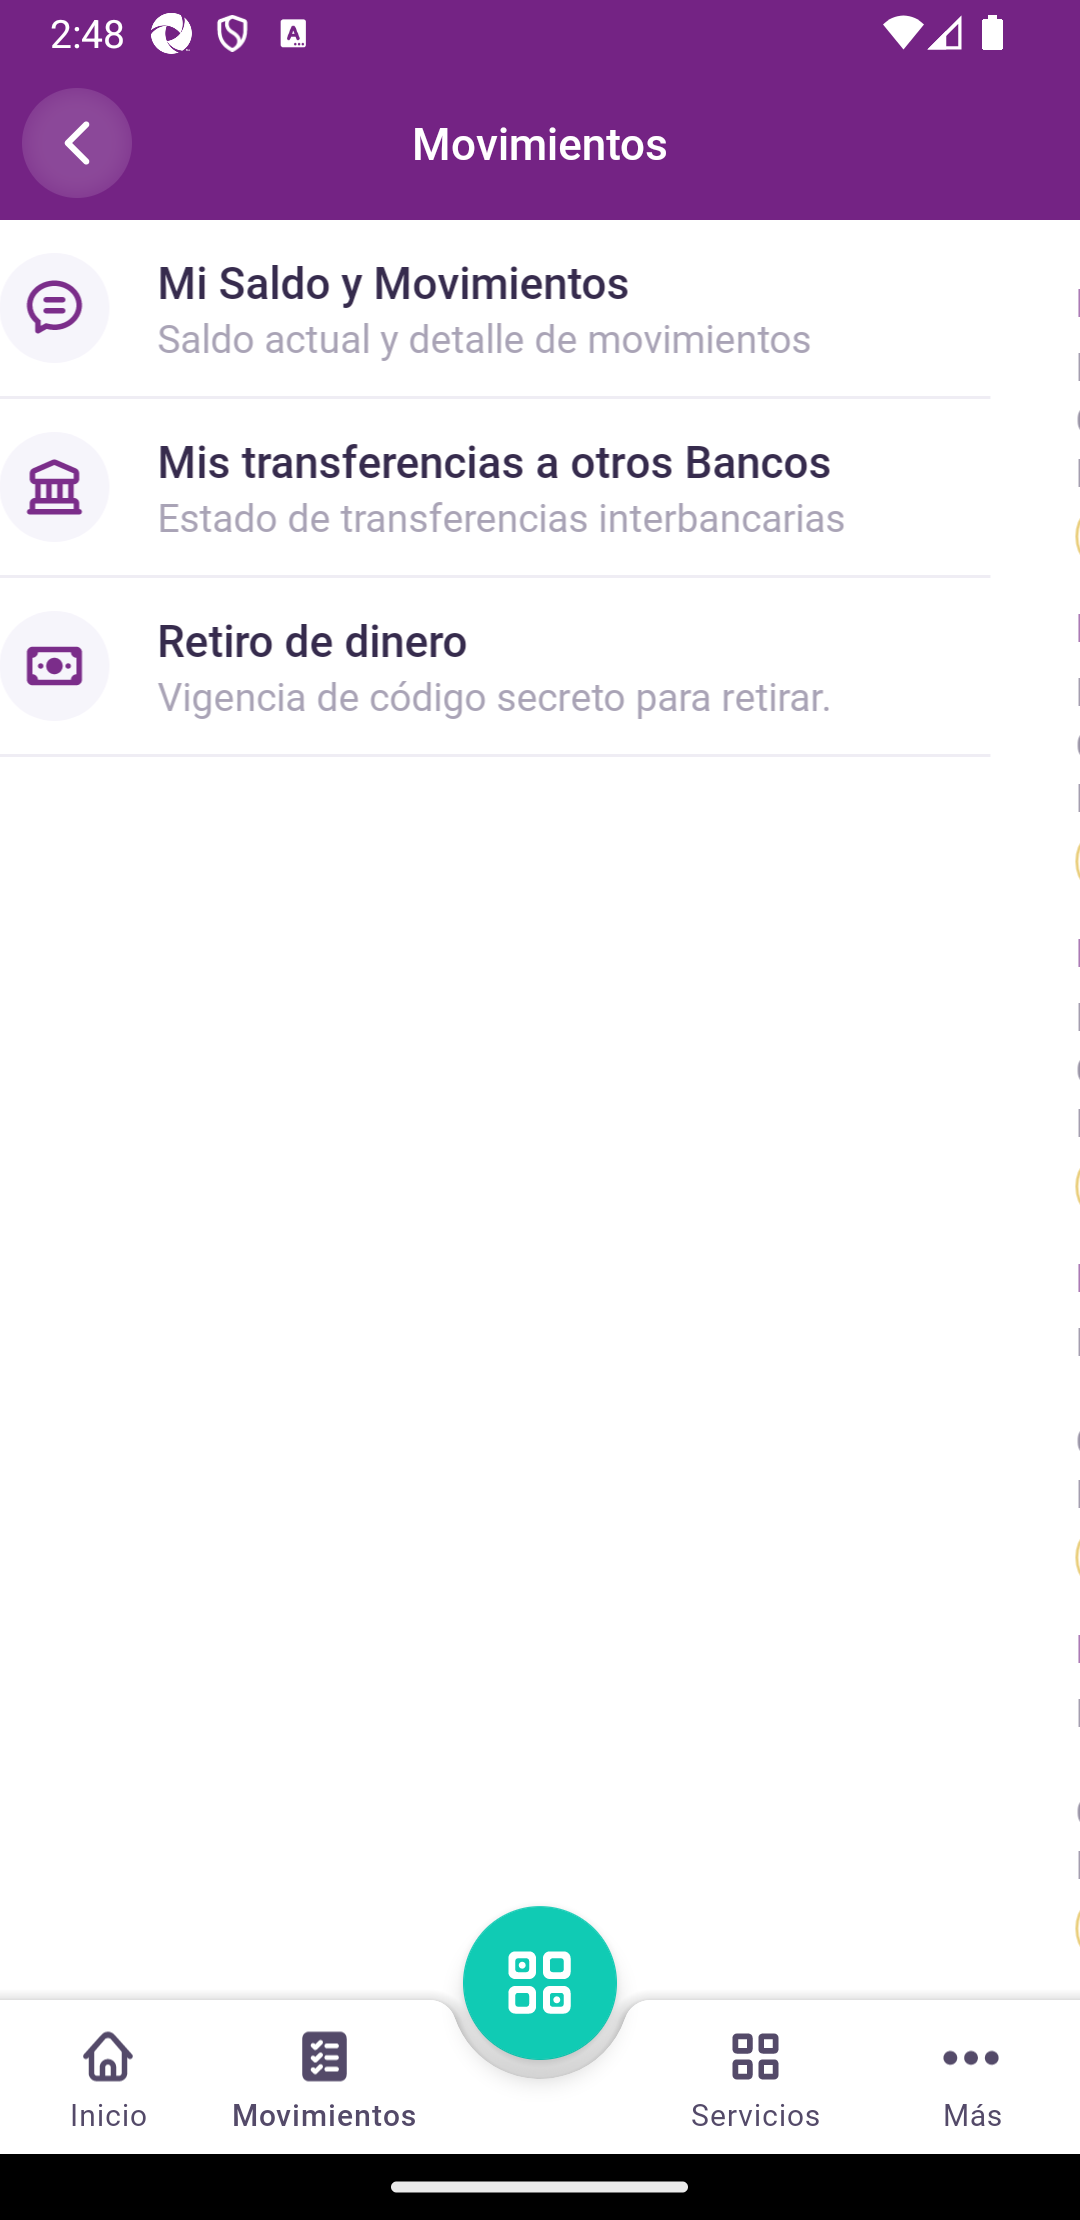 2:48
Movimientos
Mi Saldo y Movimientos
Saldo actual y detalle de movimientos
Mis transferencias a otros Bancos
Estado de transferencias interbancarias
Retiro de dinero
Vigencia de código secreto para retirar.
Inicio
Movimientos
Servicios
Más